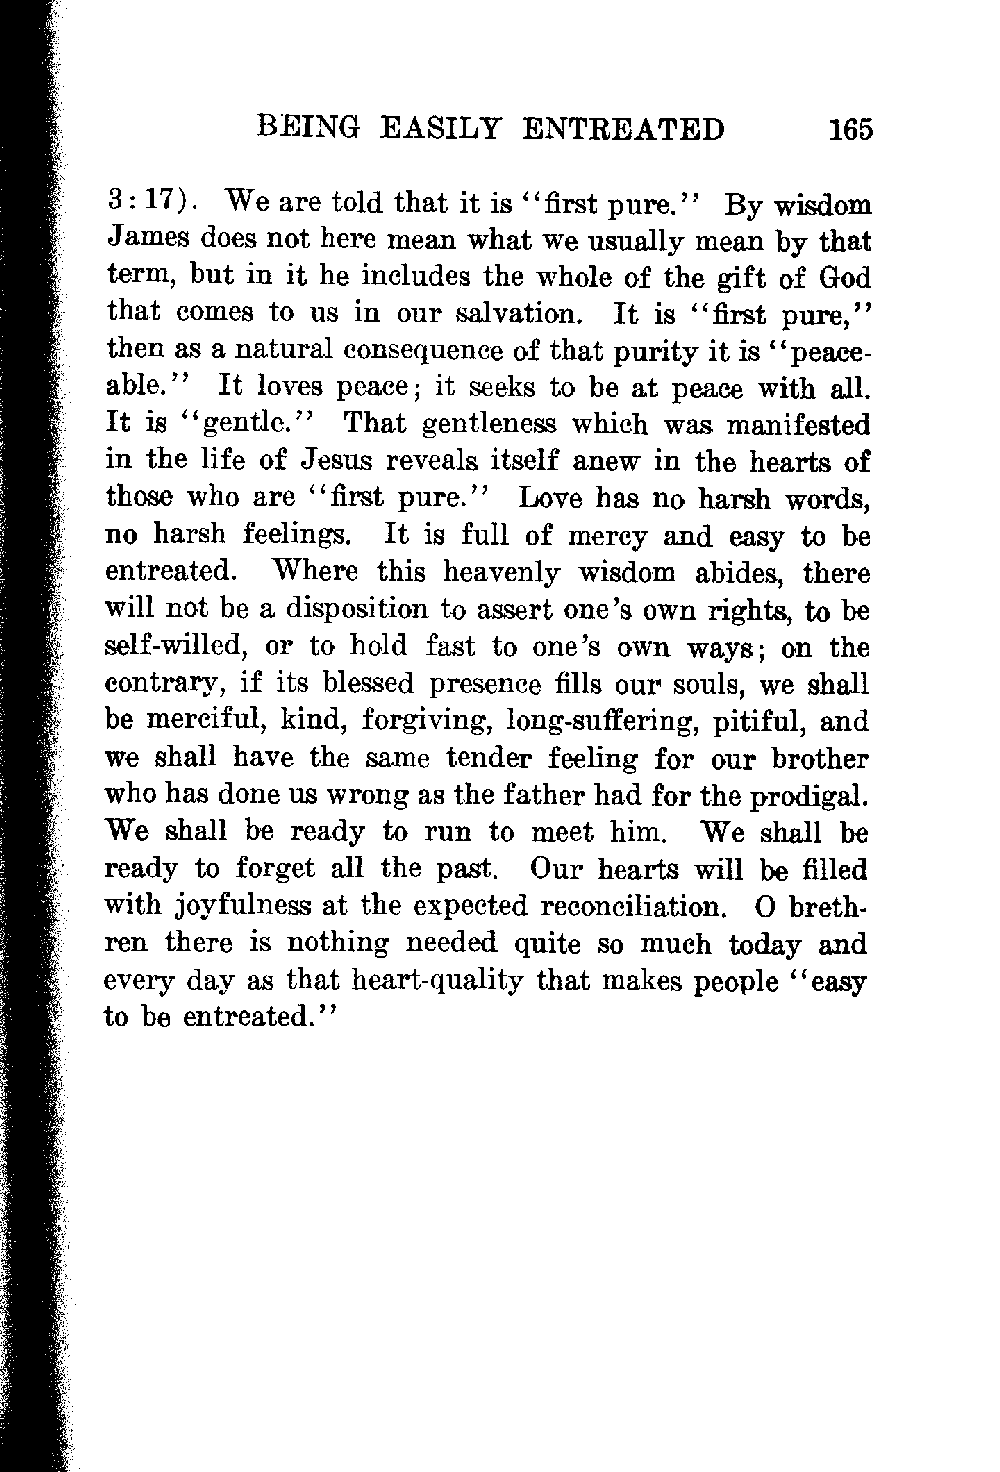 BEING EASILY ENTREATED 165
3:17). We are told that it is "first pure." By wisdom
James does not here mean what we usually mean by that
term, but in it he includes the whole of the gift of God
that comes to us in our salvation. It is "first pure,"
then as a natural consequence of that purity it is "peace-
able." It loves peace; it seeks to be at peace with all.
It is "gentle." That gentleness which was manifested
in the life of Jesus reveals itself anew in the hearts of
those who are "first pure." Love has no harsh words,
no harsh feelings. It is full of mercy and easy to be
entreated. Where this heavenly wisdom abides, there
will not be a disposition to assert one's own rights, to be
self-willed, or to hold fast to one's own ways; on the
contrary, if its blessed presence fills our souls, we shall
be merciful, kind, forgiving, long-suffering, pitiful, and
we shall have the same tender feeling for our brother
who has done us wrong as the father had for the prodigal.
We shall be ready to run to meet him. We shall be
ready to forget all the past. Our hearts will be filled
with joyfulness at the expected reconciliation. O breth-
ren there is nothing needed quite so much today and
every day as that heart-quality that makes people "easy
to be entreated."